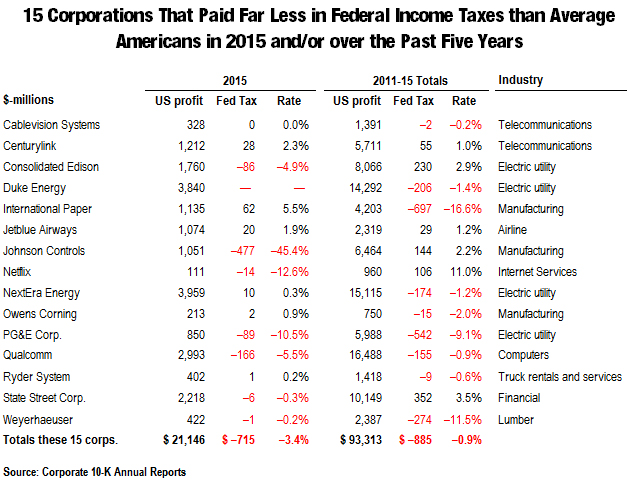 15 Corporations That Paid Far Less in Federal Income Taxes than Average
Americans in 2015 and/or over the Past Five Years
2015 2011-15 Totals Industry
$-millions US profit Fed Tax Rate US profit Fed Tax Rate
Cablevision Systems 328 0 0.0% 1,391 –2 –0.2% Telecommunications
Centurylink 1,212 28 2.3% 5,711 55 1.0% Telecommunications
Consolidated Edison 1,760 –86 –4.9% 8,066 230 2.9% Electric utility
Duke Energy 3,840 — — 14,292 –206 –1.4% Electric utility
International Paper 1,135 62 5.5% 4,203 –697 –16.6% Manufacturing
Jetblue Airways 1,074 20 1.9% 2,319 29 1.2% Airline
Johnson Controls 1,051 –477 –45.4% 6,464 144 2.2% Manufacturing
Netflix 111 –14 –12.6% 960 106 11.0% Internet Services
NextEra Energy 3,959 10 0.3% 15,115 –174 –1.2% Electric utility
Owens Corning 213 2 0.9% 750 –15 –2.0% Manufacturing
PG&E Corp. 850 –89 –10.5% 5,988 –542 –9.1% Electric utility
Qualcomm 2,993 –166 –5.5% 16,488 –155 –0.9% Computers
Ryder System 402 1 0.2% 1,418 –9 –0.6% Truck rentals and services
State Street Corp. 2,218 –6 –0.3% 10,149 352 3.5% Financial
Weyerhaeuser 422 –1 –0.2% 2,387 –274 –11.5% Lumber
Totals these 15 corps. $ 21,146 $ –715 –3.4% $ 93,313 $ –885 –0.9%
Source: Corporate 10-K Annual Reports